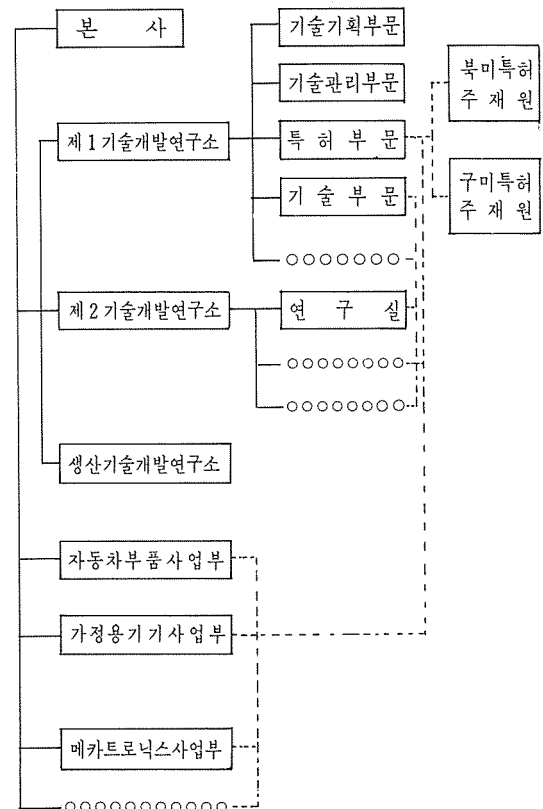 본 사
기술기획부문
기술관리부문
북미특허
주 재 원
제 1 기술개발연구소
특 허 부 문
기 술 부 문
구미특허
주 재 원
○○○○○○○
제 2 기술개발연구소
연 구 실
○○○○○○○○
○○○○○○○○
생산기술개발연구소
자동차부품사업부
가정용기기사업부
메카트로닉스사업부
○○○○○○○○○○○